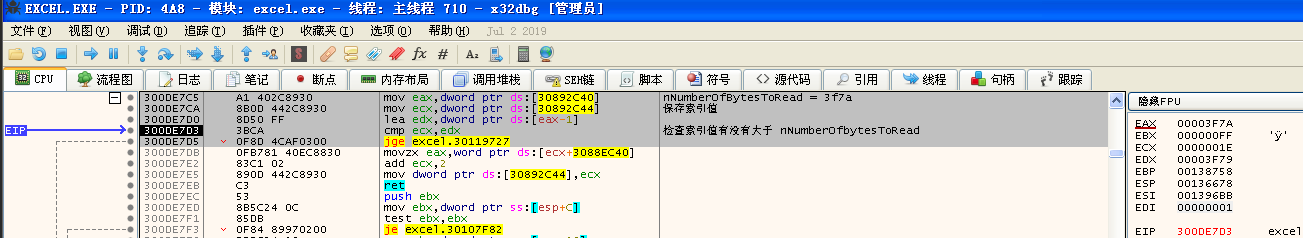 EXCEL.EXE - PID: 4A8 - 模块: excel.exe - 线程: 主线程 710 - x32dbg [管理员]
文件(F) 视图(V) 调试(D) 追踪(T) 插件(P) 收藏夹(I) 选项(O) 帮助(H) Jul 2 2019
CPU 流程图 日志 笔记 断点 内存布局 调用堆栈 SEH链 脚本 符号 源代码 引用 线程 句柄 跟踪
300DE7C5 A1 402C8930 mov eax,dword ptr ds:[30892C40] nNumberOfBytesToRead = 3f7a
300DE7CA 8B0D 442C8930 mov ecx,dword ptr ds:[30892C44] 保存索引值
300DE7D0 8D50 FF lea edx,dword ptr ds:[eax-1]
EIP 300DE7D3 3BCA cmp ecx,edx 检查索引值有没有大于 nNumberOfbytesToRead
300DE7D5 0F8D 4CAF0300 jge excel.30119727
300DE7DB 0FB781 40EC8830 movzx eax,word ptr ds:[ecx+3088EC40]
300DE7E2 83C1 02 add ecx,2
300DE7E5 890D 442C8930 mov dword ptr ds:[30892C44],ecx
300DE7EB C3 ret
300DE7EC 53 push ebx
300DE7ED 8B5C24 0C mov ebx,dword ptr ss:[esp+C]
300DE7F1 85DB test ebx,ebx
300DE7F3 0F84 89970200 je excel.30107F82
隐藏FPU
EAX 00003F7A
EBX 000000FF 'ÿ'
ECX 0000001E
EDX 00003F79
EBP 00138758
ESP 00136678
ESI 001396BB
EDI 00000001
EIP 300DE7D3 excel